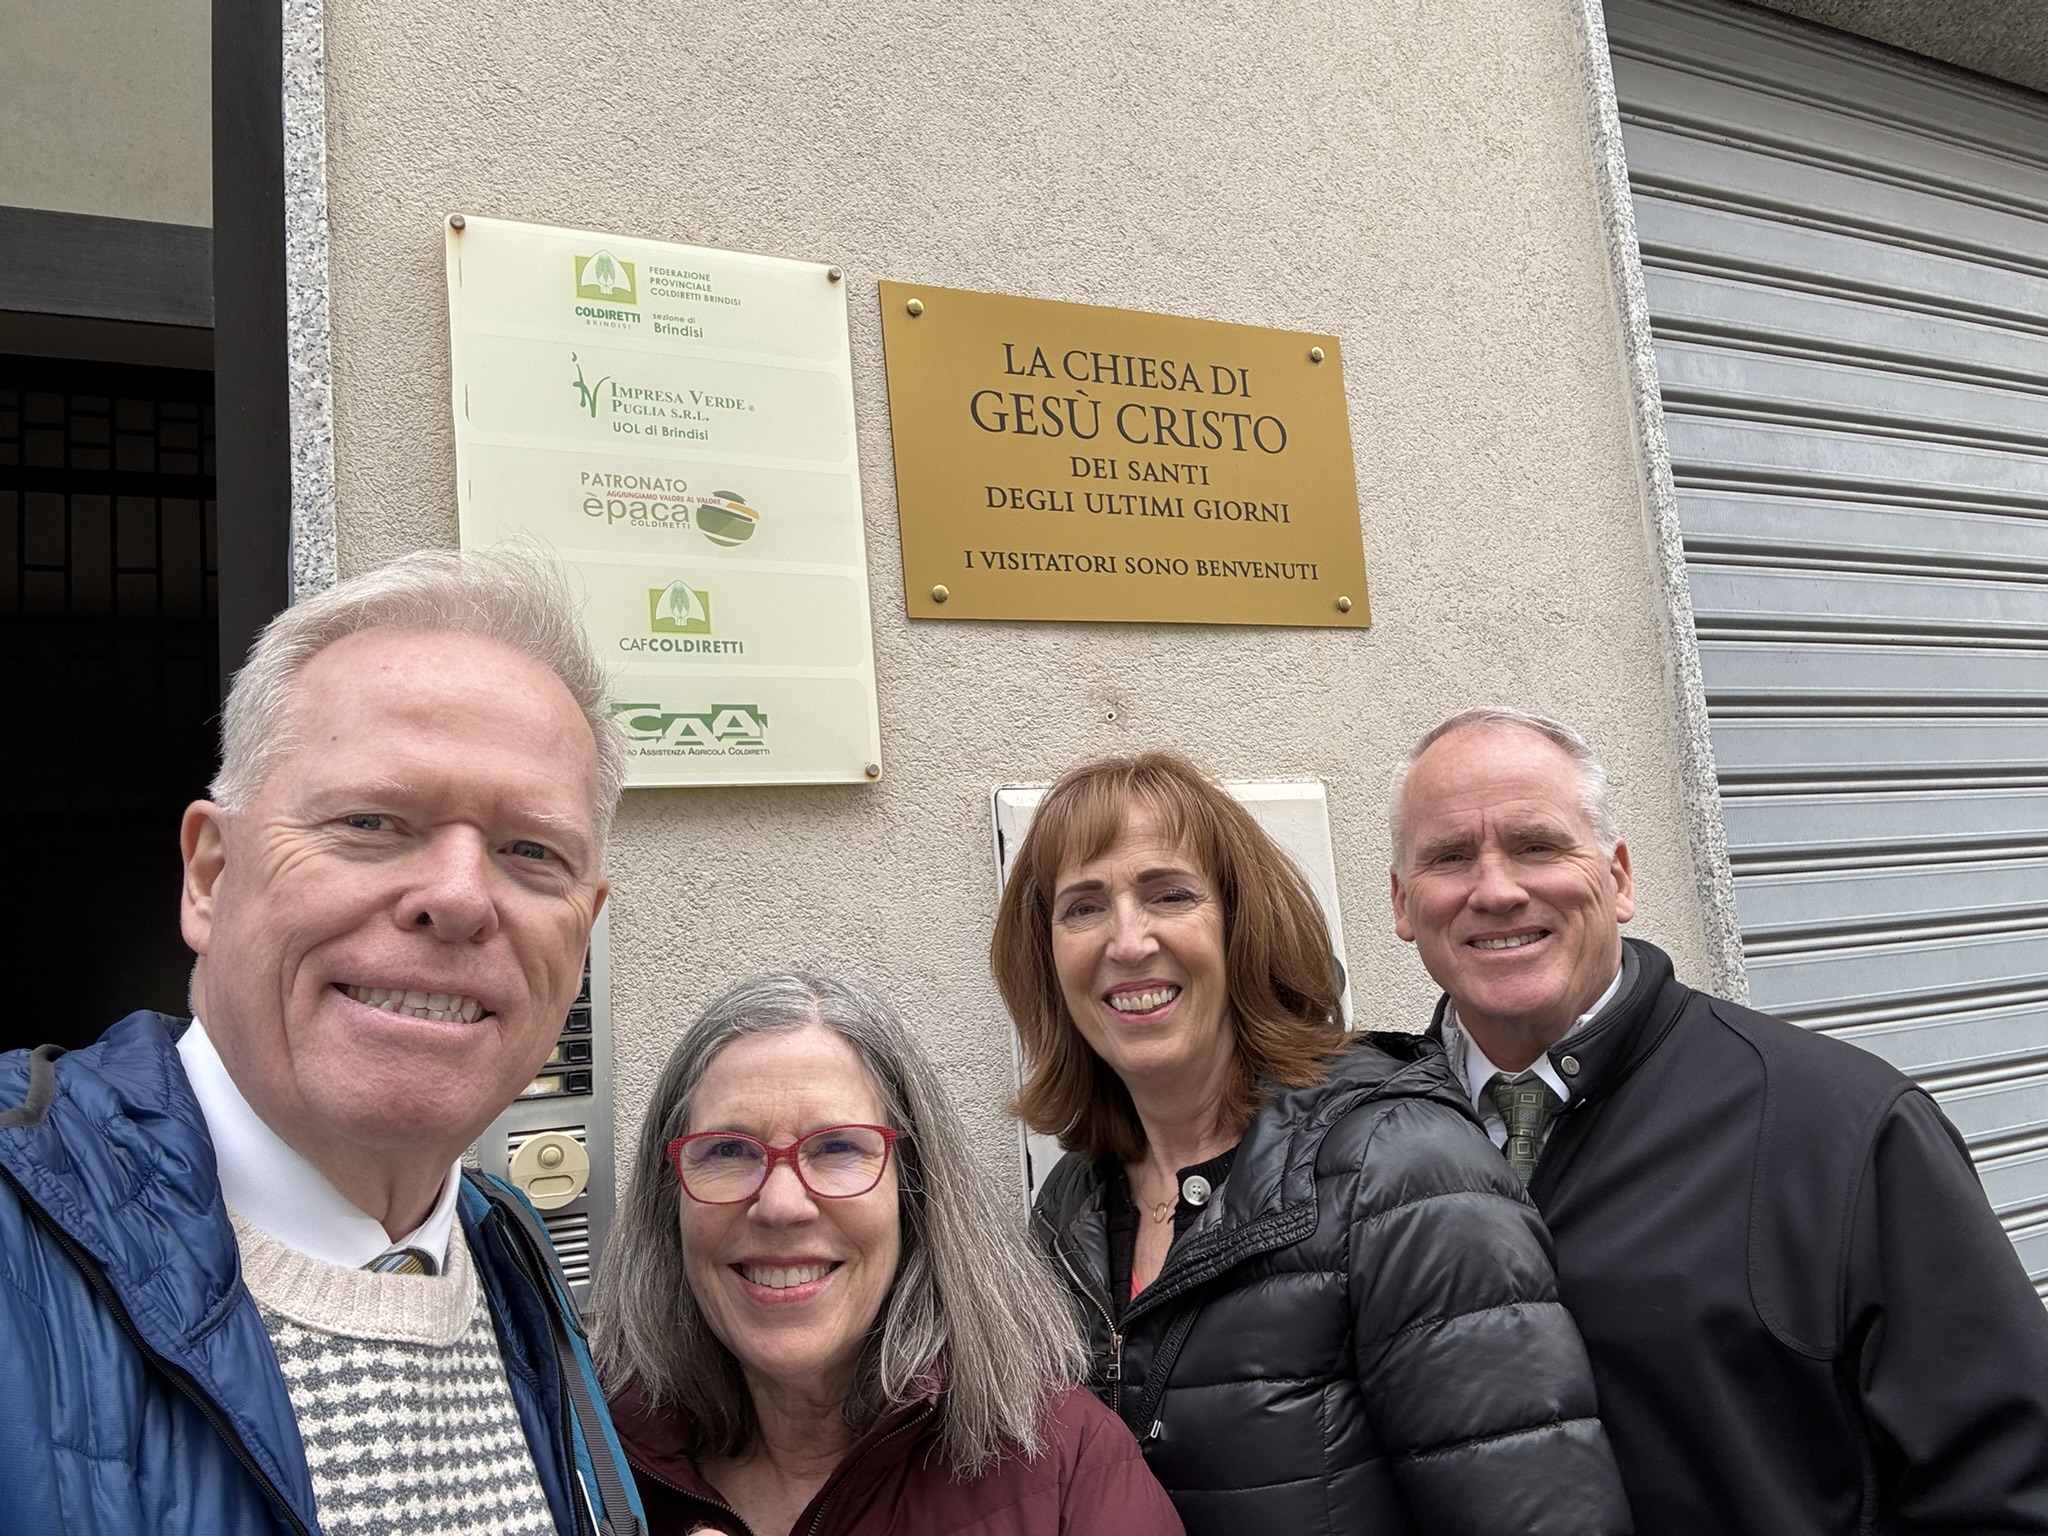 FEDERAZIONE
PROVINCIALE
COLDIRETTI BRINDISI
COLDIRETTI
BRINDISI
sezione di
Brindisi
IMPRESA VERDE®
PUGLIA S.R.L.
UOL di Brindisi
PATRONATO
AGGIUNGIAMO VALORE AL VALORE
èpaca
COLDIRETTI
CAFCOLDIRETTI
CAA
ASSISTENZA AGRICOLA COLDIRETTI
LA CHIESA DI
GESÙ CRISTO
DEI SANTI
DEGLI ULTIMI GIORNI
I VISITATORI SONO BENVENUTI